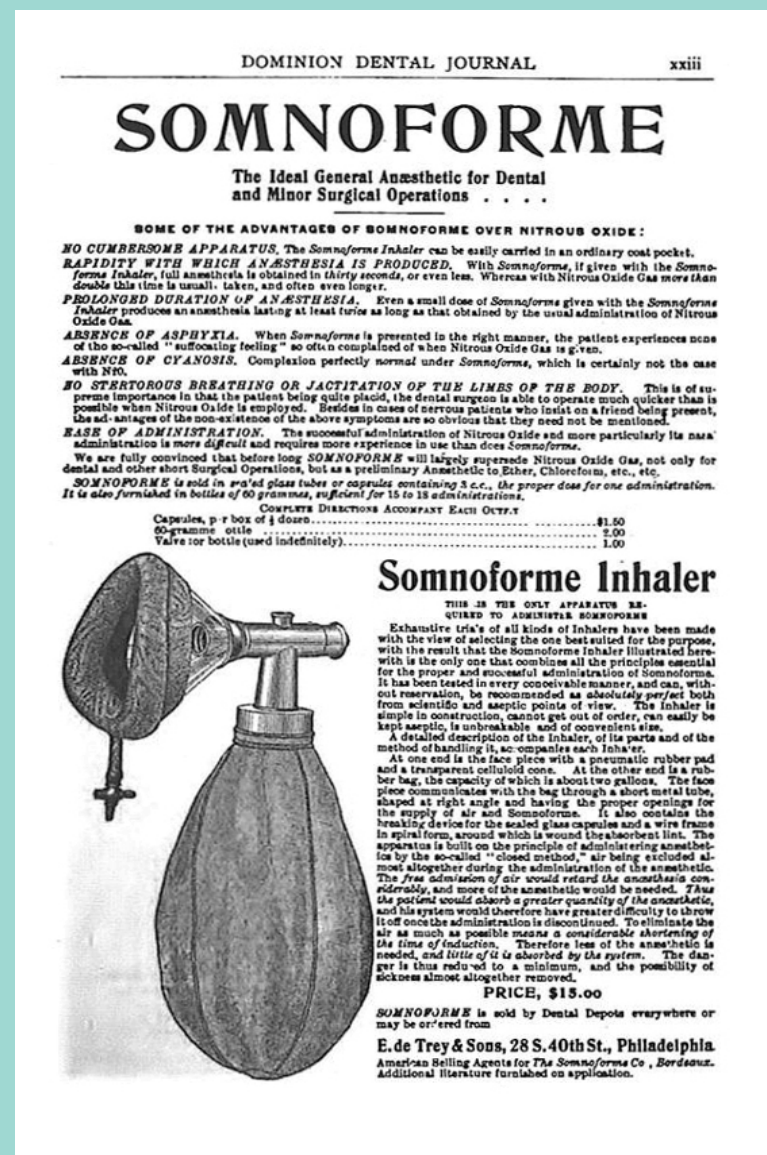 DOMINION DENTAL JOURNAL xxiii
SOMNOFORME
The Ideal General Anæsthetic for Dental
and Minor Surgical Operations . . . .
SOME OF THE ADVANTAGES OF SOMNOFORME OVER NITROUS OXIDE:
NO CUMBERSOME APPARATUS. The Somnoforme Inhaler can be easily carried in an ordinary coat pocket.
RAPIDITY WITH WHICH ANÆSTHESIA IS PRODUCED. With Somnoforme, if given with the Somno-
forme Inhaler, full anæsthesia is obtained in thirty seconds, or even less. Whereas with Nitrous Oxide Gas more than
double this time is usuall. taken, and often even longer.
PROLONGED DURATION OF ANÆSTHESIA. Even a small dose of Somnoforme given with the Somnoforme
Inhaler produces an anæsthesia lasting at least twice as long as that obtained by the usual administration of Nitrous
Oxide Gas.
ABSENCE OF ASPHYXIA. When Somnoforme is presented in the right manner, the patient experiences none
of the so-called "suffocating feeling" so often complained of when Nitrous Oxide Gas is given.
ABSENCE OF CYANOSIS. Complexion perfectly normal under Somnoforme, which is certainly not the case
with N2O.
NO STERTOROUS BREATHING OR JACTITATION OF THE LIMBS OF THE BODY. This is of su-
preme importance in that the patient being quite placid, the dental surgeon is able to operate much quicker than is
possible when Nitrous Oxide is employed. Besides in cases of nervous patients who insist on a friend being present,
the ad-antages of the non-existence of the above symptoms are so obvious that they need not be mentioned.
EASE OF ADMINISTRATION. The successful administration of Nitrous Oxide and more particularly its nasal
administration is more difficult and requires more experience in use than does Somnoforme.
We are fully convinced that before long SOMNOFORME will largely supersede Nitrous Oxide Gas, not only for
dental and other short Surgical Operations, but as a preliminary Anæsthetic to Ether, Chloroform, etc., etc.
SOMNOFORME is sold in sealed glass tubes or capsules containing 3 c.c., the proper dose for one administration.
It is also furnished in bottles of 60 grammes, sufficient for 15 to 18 administrations.
COMPLETE DIRECTIONS ACCOMPANY EACH OUTFIT
Capsules, per box of ½ dozen.............................. $1.50
60-gramme ottle .............................. 2.00
Valve for bottle (used indefinitely).............................. 1.00
Somnoforme Inhaler
THIS IS THE ONLY APPARATUS RE-
QUIRED TO ADMINISTER SOMNOFORME
Exhaustive trials of all kinds of Inhalers have been made
with the view of selecting the one best suited for the purpose,
with the result that the Somnoforme Inhaler illustrated here-
with is the only one that combines all the principles essential
for the proper and successful administration of Somnoforme.
It has been tested in every conceivable manner, and can, with-
out reservation, be recommended as absolutely perfect both
from scientific and aseptic points of view. The Inhaler is
simple in construction, cannot get out of order, can easily be
kept aseptic, is unbreakable and of convenient size.
A detailed description of the Inhaler, of its parts and of the
method of handling it, accompanies each Inhaler.
At one end is the face piece with a pneumatic rubber pad
and a transparent celluloid cone. At the other end is a rub-
ber bag, the capacity of which is about two gallons. The face
piece communicates with the bag through a short metal tube,
shaped at right angle and having the proper openings for
the supply of air and Somnoforme. It also contains the
breaking device for the sealed glass capsules and a wire frame
in spiral form, around which is wound the absorbent lint. The
apparatus is built on the principle of administering anæsthet-
ics by the so-called "closed method," air being excluded al-
most altogether during the administration of the anæsthetic.
The free admission of air would retard the anæsthesia con-
siderably, and more of the anæsthetic would be needed. Thus
the patient would absorb a greater quantity of the anæsthetic,
and his system would therefore have greater difficulty to throw
it off once the administration is discontinued. To eliminate the
air as much as possible means a considerable shortening of
the time of induction. Therefore less of the anæsthetic is
needed, and little of it is absorbed by the system. The dan-
ger is thus reduced to a minimum, and the possibility of
sickness almost altogether removed.
PRICE, $15.00
SOMNOFORME is sold by Dental Depots everywhere or
may be ordered from
E. de Trey & Sons, 28 S. 40th St., Philadelphia
American Selling Agents for The Somnoforme Co, Bordeaux.
Additional literature furnished on application.